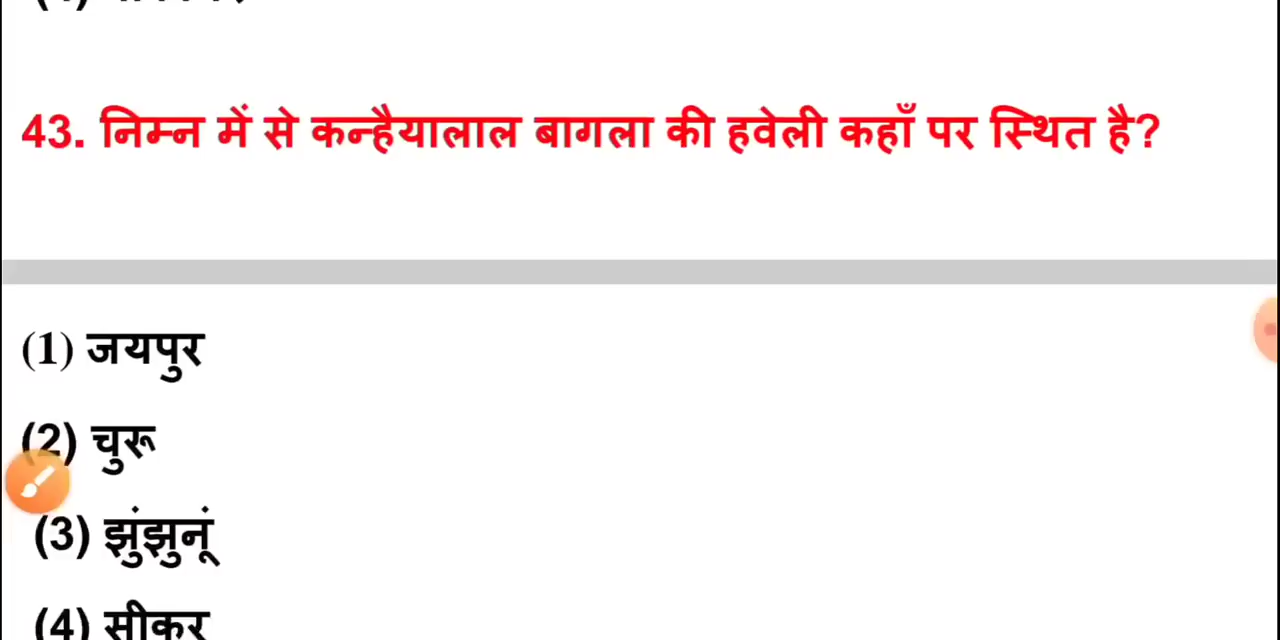 43. निम्न में से कन्हैयालाल बागला की हवेली कहाँ पर स्थित है?
(1) जयपुर
(2) चुरू
(3) झुंझुनूं
(4) सीकर